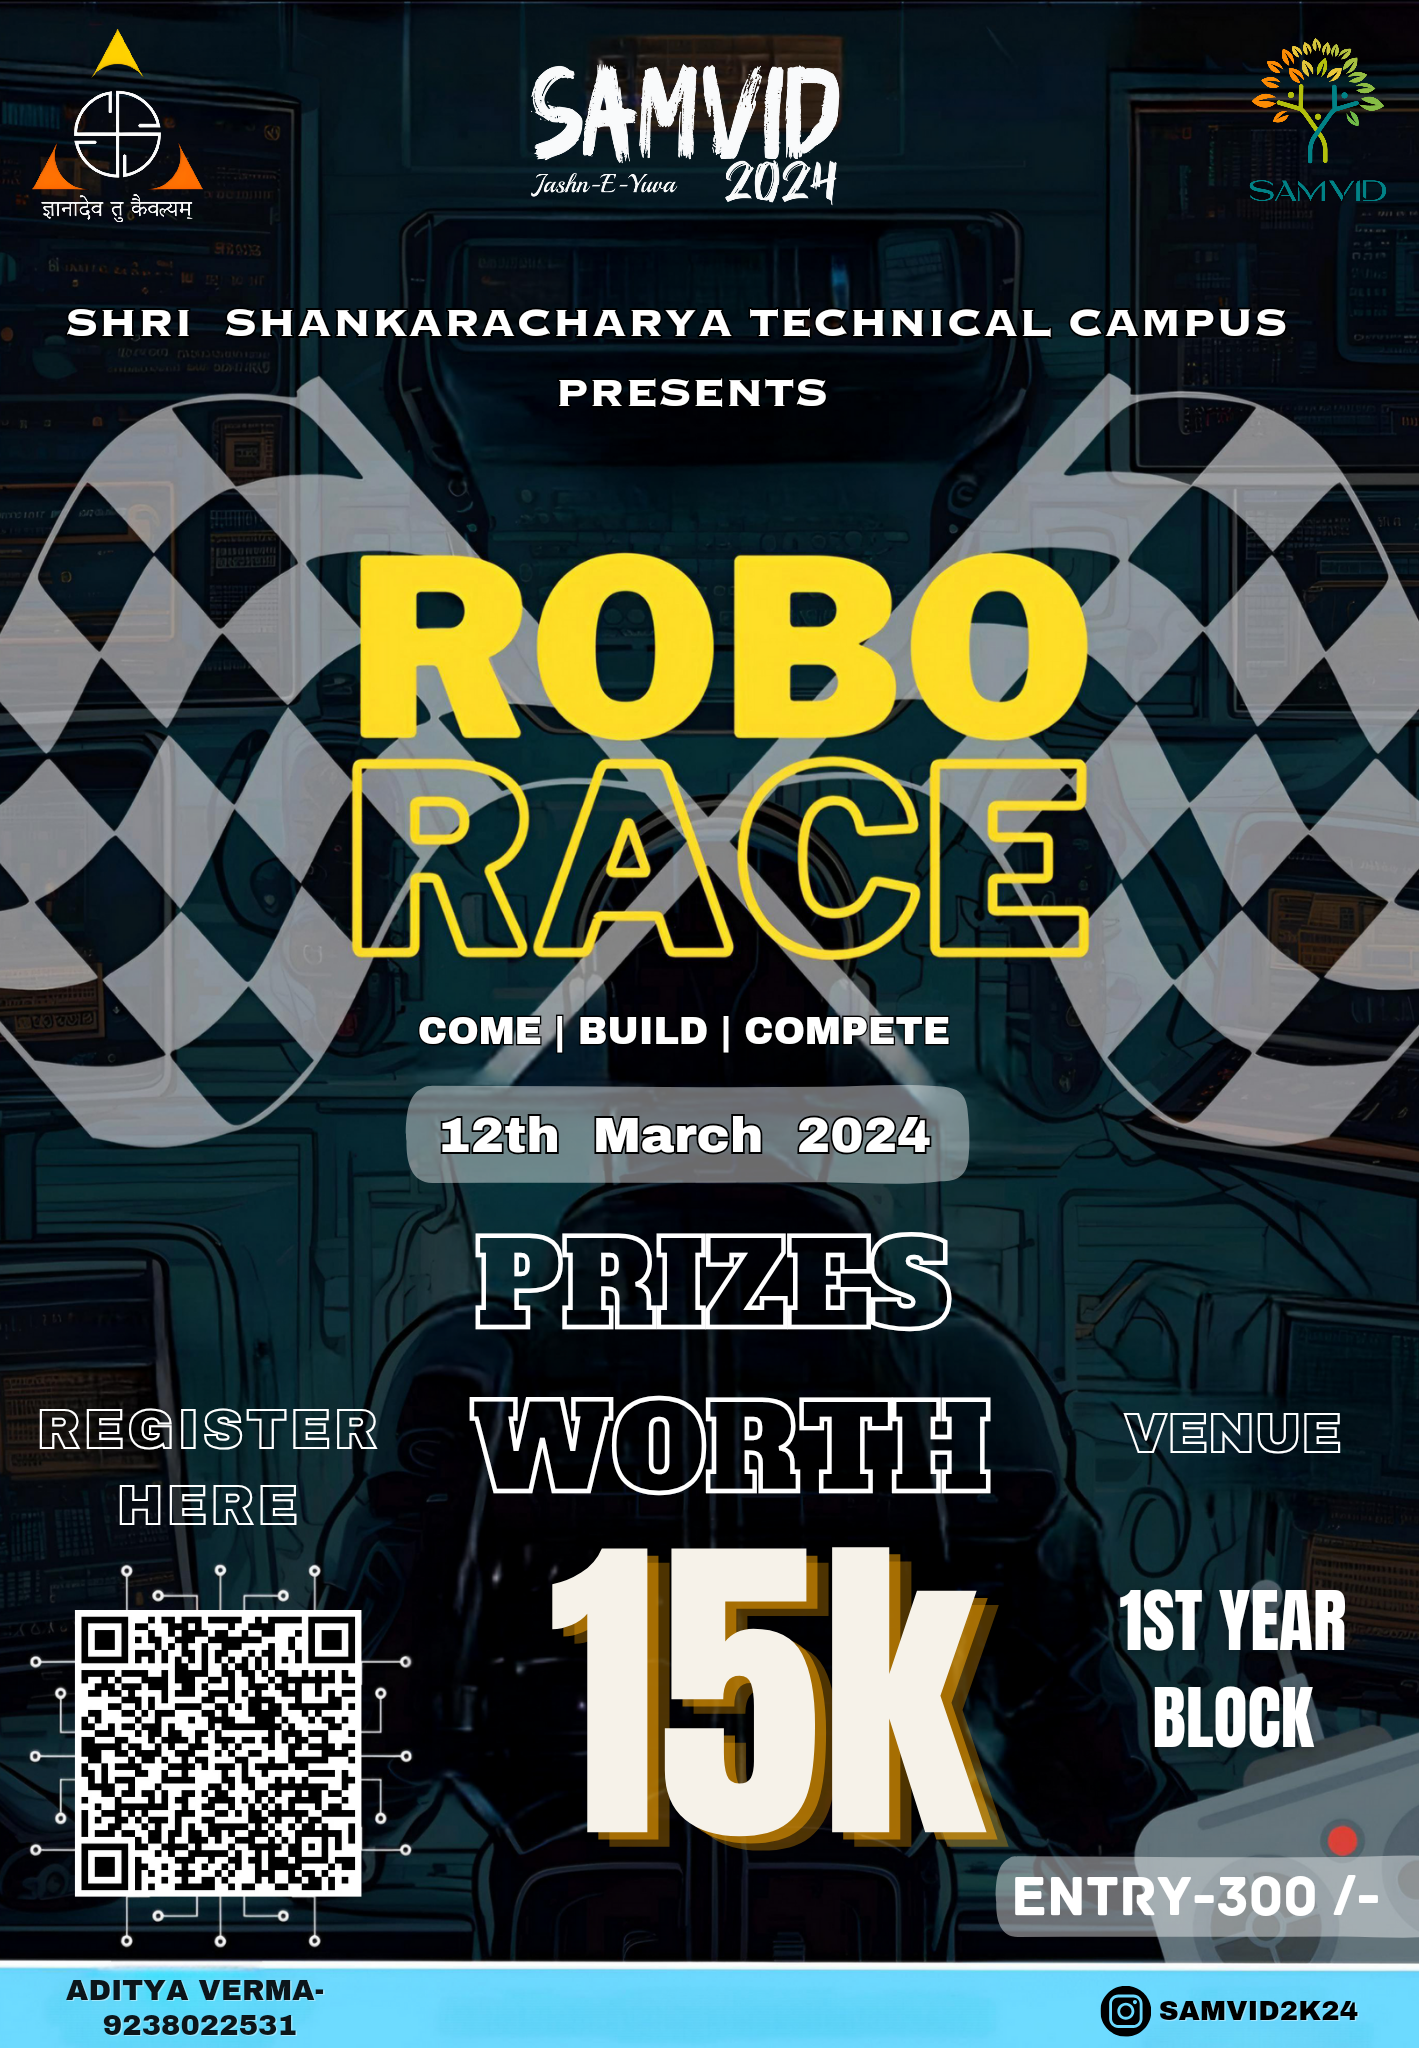 SAMVID
Jashn-E-Yuva 2024
ज्ञानादेव तु कैवल्यम्
SAMVID
SHRI SHANKARACHARYA TECHNICAL CAMPUS
PRESENTS
ROBO
RACE
COME | BUILD | COMPETE
12th March 2024
PRIZES
WORTH
15k
REGISTER
HERE
VENUE
1ST YEAR
BLOCK
ENTRY-300 /-
ADITYA VERMA-
9238022531
SAMVID2K24